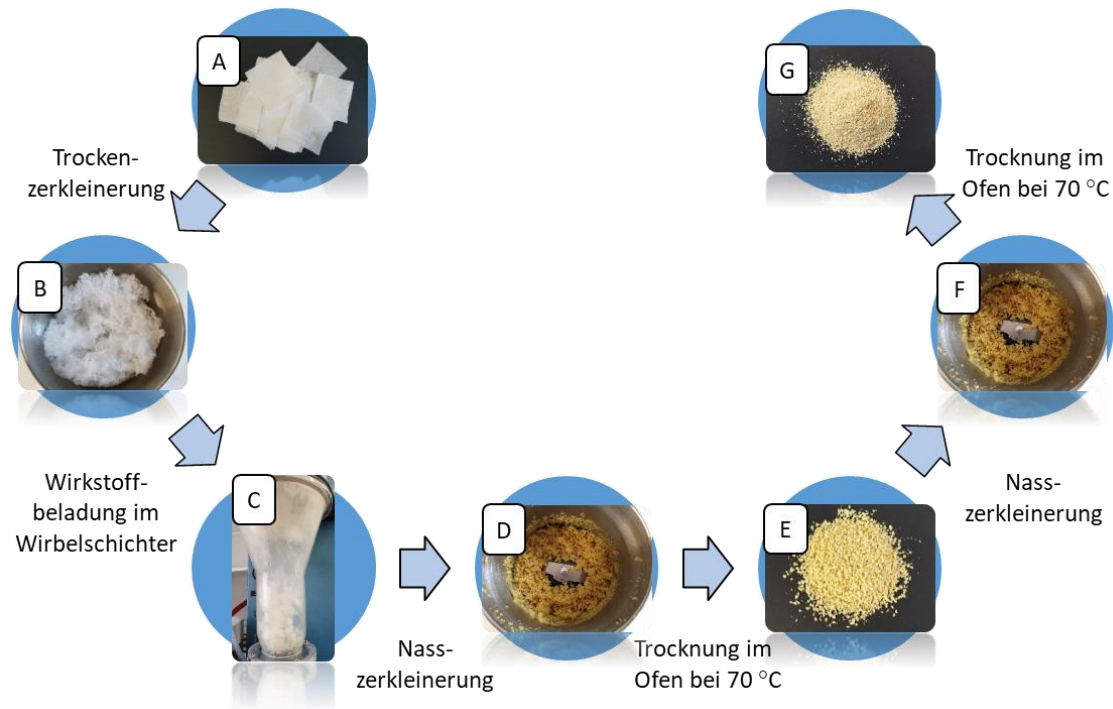 A
Trocken-
zerkleinerung
B
Wirkstoff-
beladung im
Wirbelschichter
C
Nass-
zerkleinerung
D
Trocknung im
Ofen bei 70 °C
E
Nass-
zerkleinerung
F
Trocknung im
Ofen bei 70 °C
G